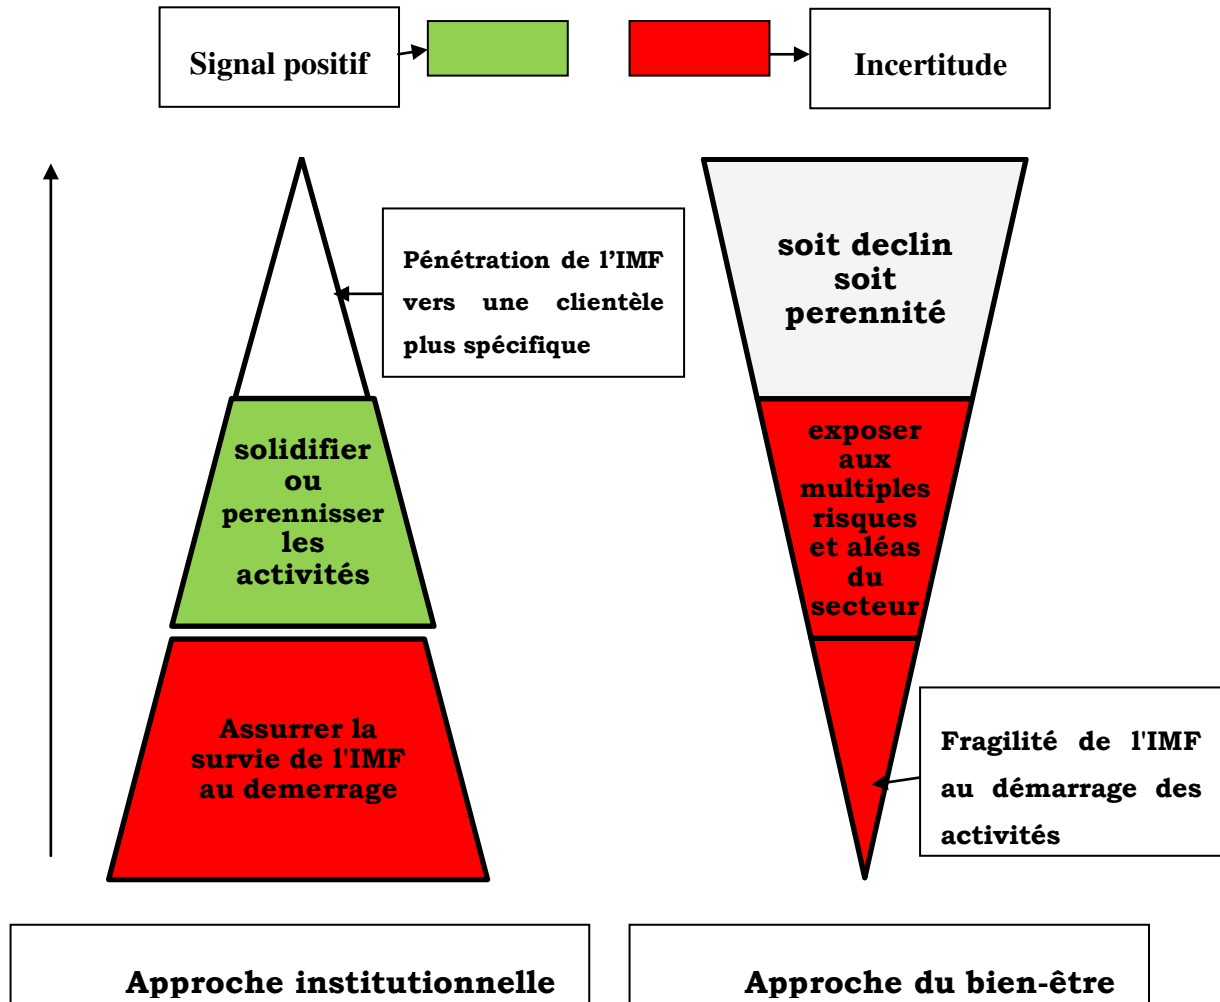 Signal positif
Incertitude
Pénétration de l’IMF
vers une clientèle
plus spécifique
soit declin
soit
perennité
solidifier
ou
perennisser
les
activités
exposer
aux
multiples
risques
et aléas
du
secteur
Assurrer la
survie de l'IMF
au demerrage
Fragilité de l'IMF
au démarrage des
activités
Approche institutionnelle
Approche du bien-être